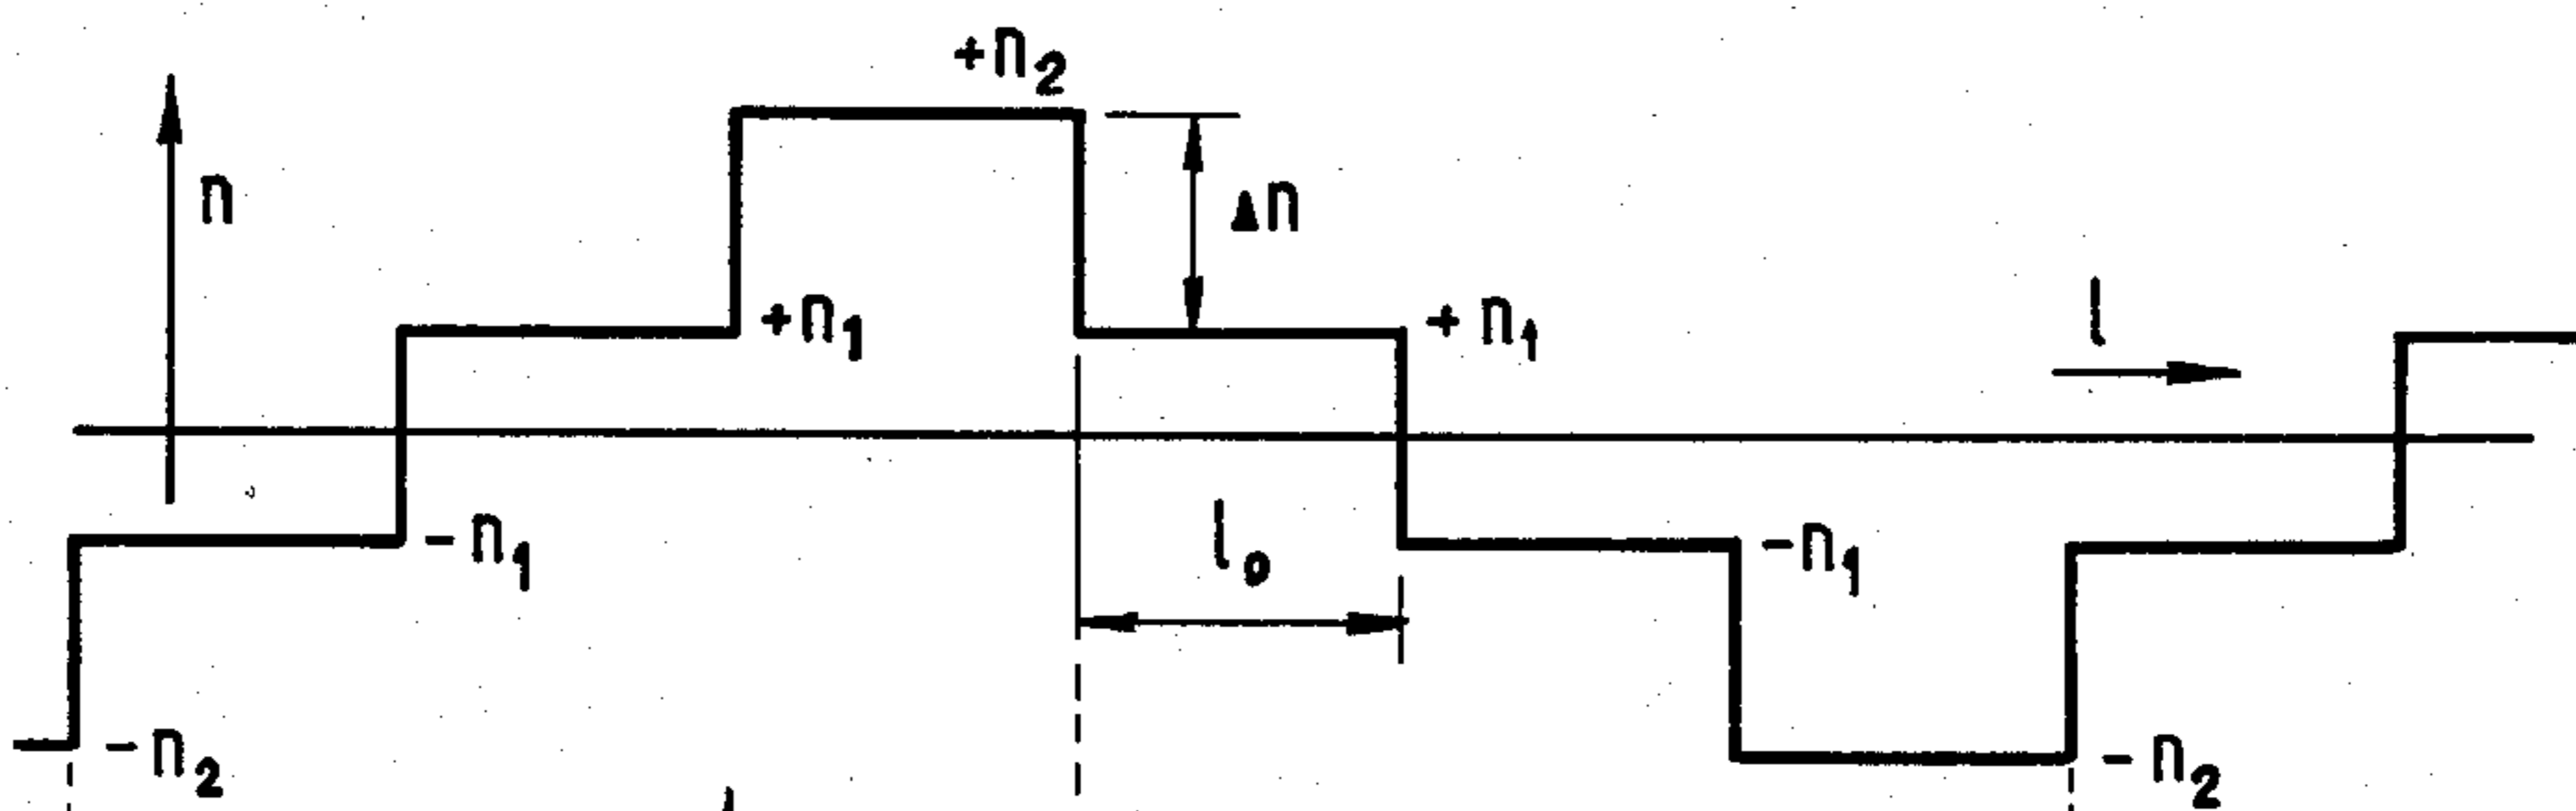 +n₂
n
Δn
+n₁
+n₁
l
-n₁
l₀
-n₁
-n₂
-n₂